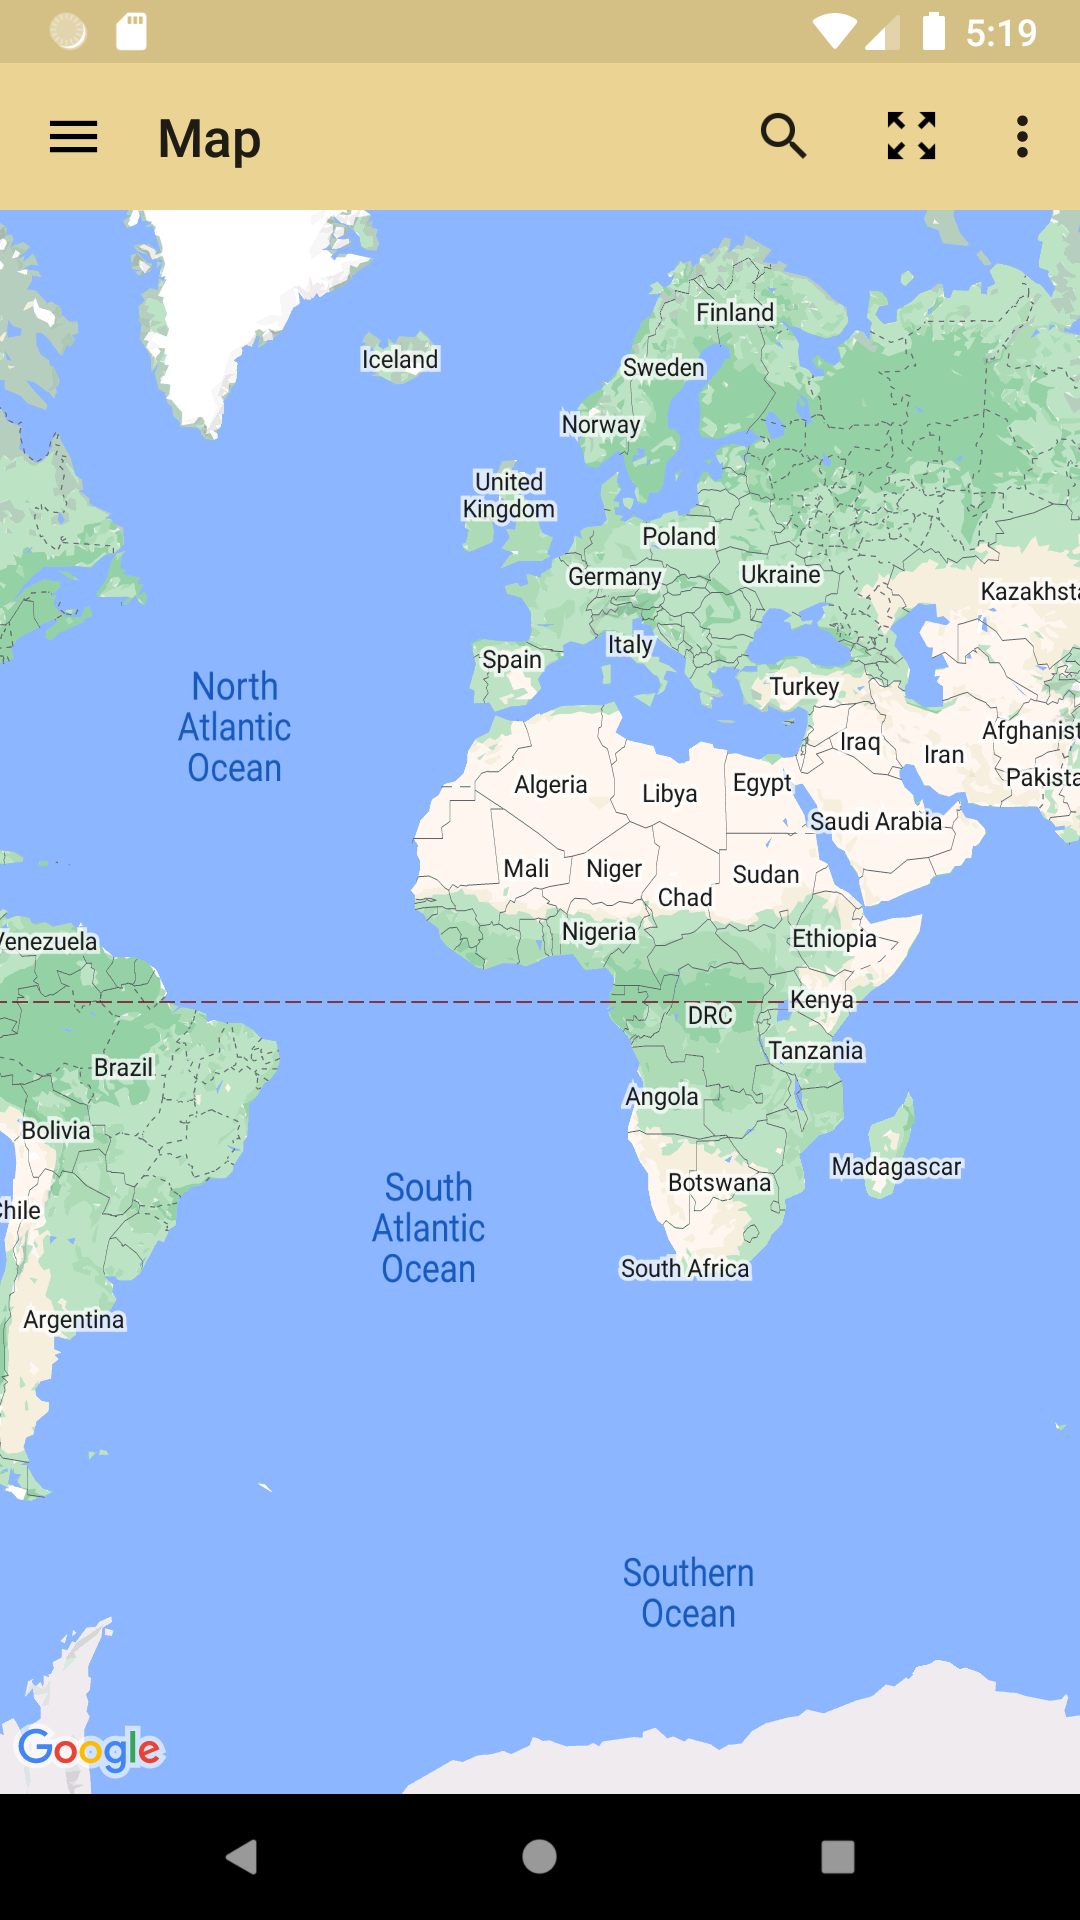 5:19
Map
Finland
Iceland
Sweden
Norway
United
Kingdom
Poland
Germany
Ukraine
Kazakhsta
Italy
Spain
North
Atlantic
Ocean
Turkey
Afghanist
Iraq
Iran
Pakista
Algeria
Libya
Egypt
Saudi Arabia
Mali
Niger
Sudan
Chad
Nigeria
Ethiopia
Venezuela
Kenya
DRC
Tanzania
Brazil
Angola
Bolivia
Madagascar
Botswana
South
Atlantic
Ocean
Chile
South Africa
Argentina
Southern
Ocean
Google